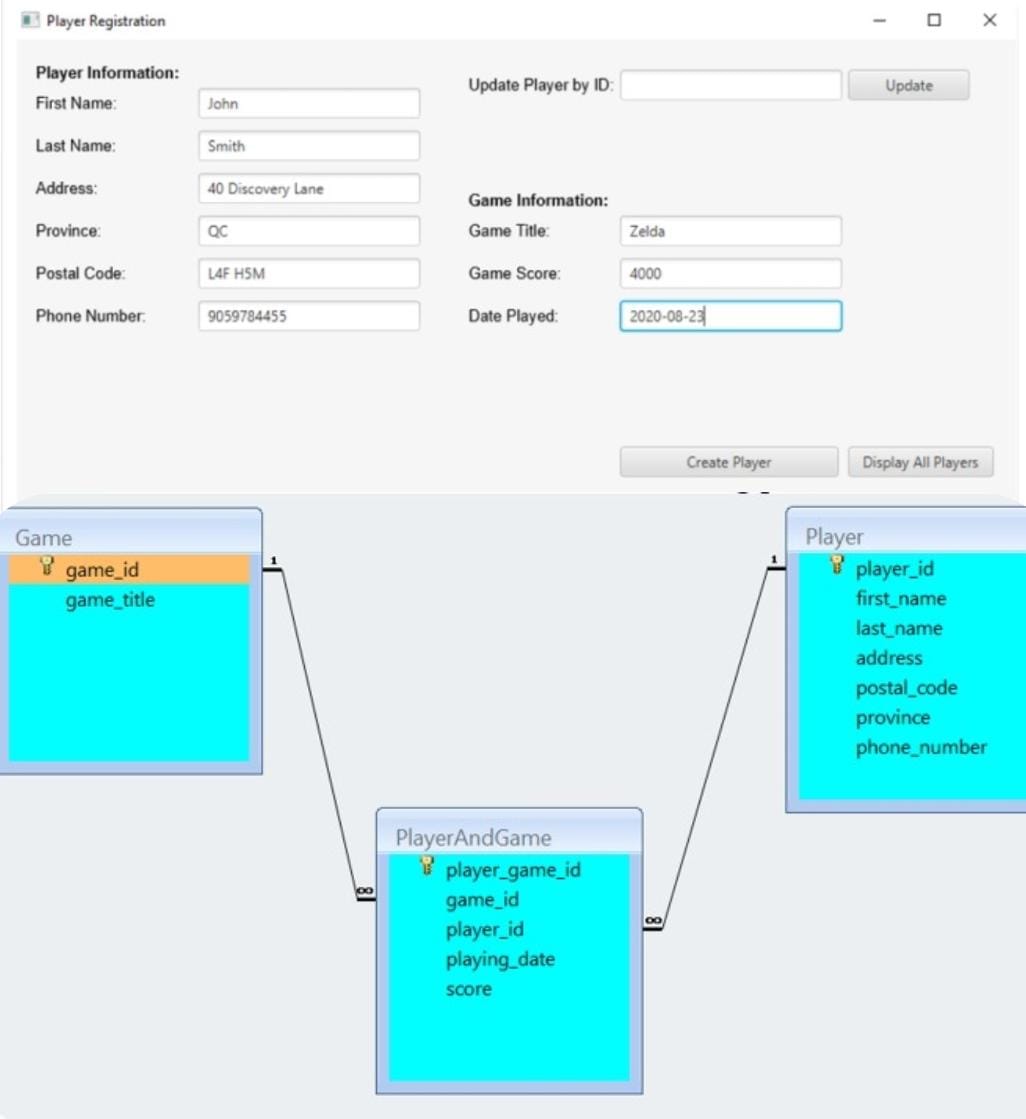 Player Registration
Player Information:
First Name: John
Last Name: Smith
Address: 40 Discovery Lane
Province: QC
Postal Code: L4F H5M
Phone Number: 9059784455
Update Player by ID: Update
Game Information:
Game Title: Zelda
Game Score: 4000
Date Played: 2020-08-23
Create Player Display All Players
Game
game_id
game_title
1
∞
PlayerAndGame
player_game_id
game_id
player_id
playing_date
score
1
∞
Player
player_id
first_name
last_name
address
postal_code
province
phone_number